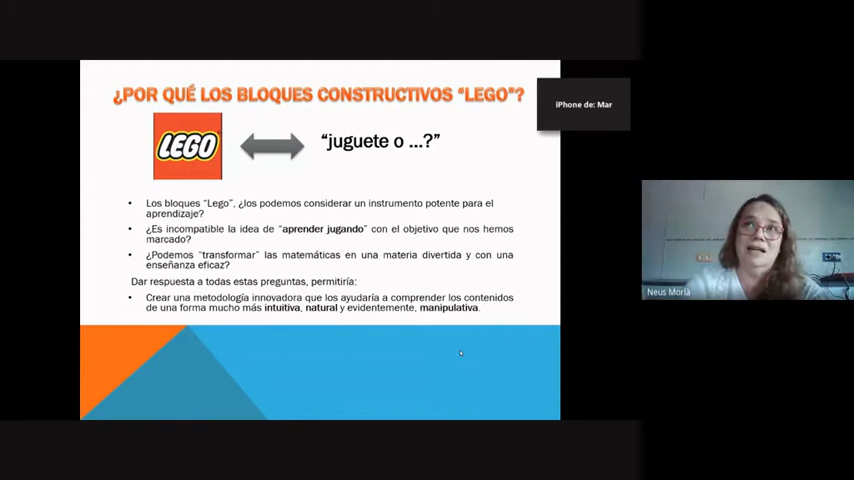 ¿POR QUÉ LOS BLOQUES CONSTRUCTIVOS “LEGO”?
LEGO
“juguete o ...?”
• Los bloques “Lego”, ¿los podemos considerar un instrumento potente para el
aprendizaje?
• ¿Es incompatible la idea de “aprender jugando” con el objetivo que nos hemos
marcado?
• ¿Podemos “transformar” las matemáticas en una materia divertida y con una
enseñanza eficaz?
Dar respuesta a todas estas preguntas, permitiría:
• Crear una metodología innovadora que los ayudaría a comprender los contenidos
de una forma mucho más intuitiva, natural y evidentemente, manipulativa.
iPhone de: Mar
Neus Morlà